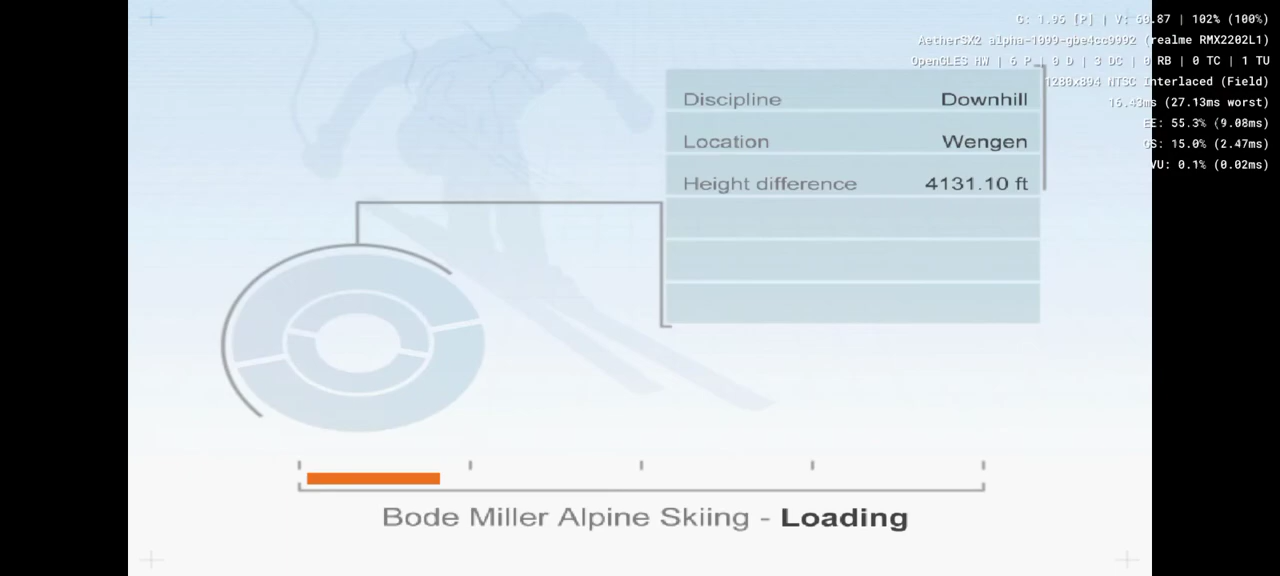 G: 1.96 [P] | V: 60.87 | 102% (100%)
AetherSX2 alpha-1099-gbe4cc9992 (realme RMX2202L1)
OpenGLES HW | 6 P | 9 D | 3 DC | 0 RB | 0 TC | 1 TU
1280x894 NTSC Interlaced (Field)
16.43ms (27.13ms worst)
EE: 55.3% (9.08ms)
GS: 15.0% (2.47ms)
VU: 0.1% (0.02ms)
Discipline Downhill
Location Wengen
Height difference 4131.10 ft
Bode Miller Alpine Skiing - Loading